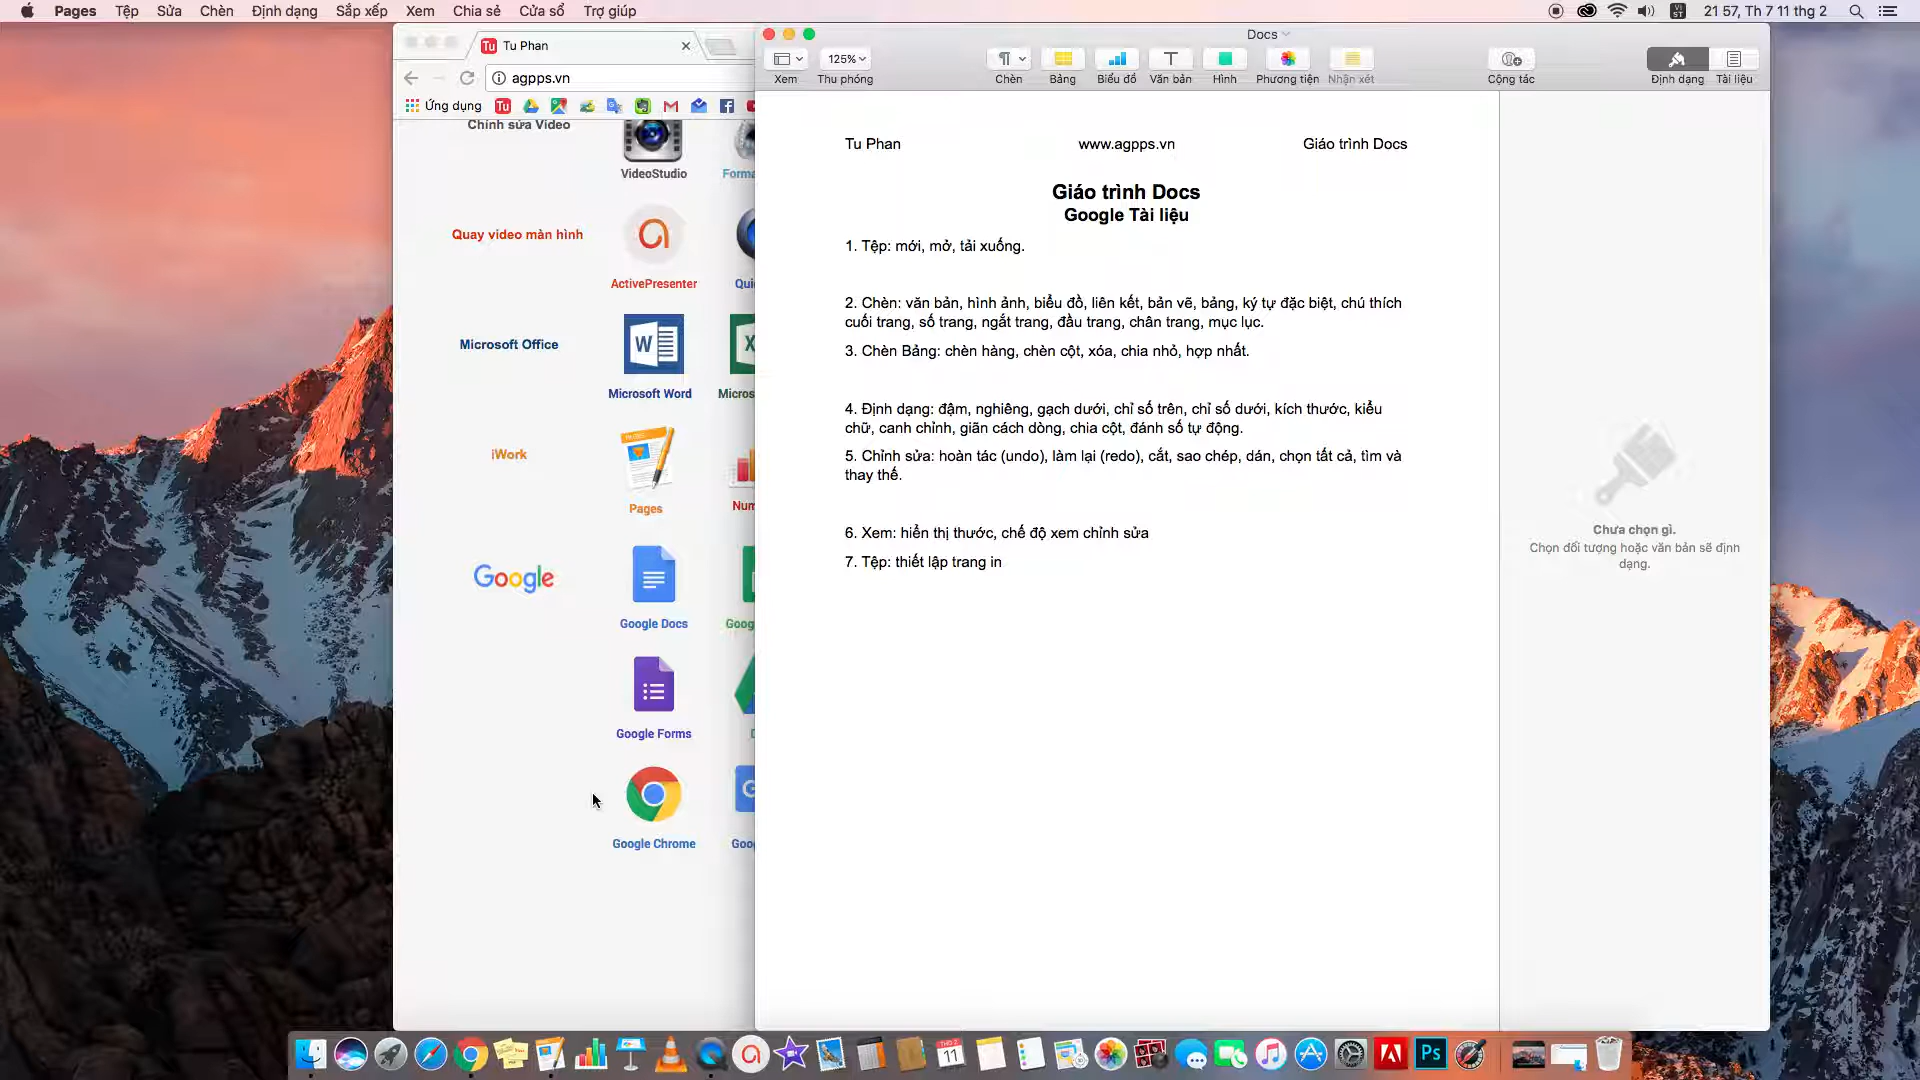 Pages Tệp Sửa Chèn Định dạng Sắp xếp Xem Chia sẻ Cửa sổ Trợ giúp
21 57, Th 7 11 thg 2
Tu Phan
agpps.vn
Ứng dụng
Chỉnh sửa Video
VideoStudio
Forma
Quay video màn hình
ActivePresenter
Quic
Microsoft Office
Microsoft Word
Micros
iWork
Pages
Num
Google
Google Docs
Goog
Google Forms
Google Chrome
Goo
Docs
125%
Xem
Thu phóng
Chèn
Bảng
Biểu đồ
Văn bản
Hình
Phương tiện
Nhận xét
Cộng tác
Định dạng
Tài liệu
Tu Phan www.agpps.vn Giáo trình Docs
Giáo trình Docs
Google Tài liệu
1. Tệp: mới, mở, tải xuống.
2. Chèn: văn bản, hình ảnh, biểu đồ, liên kết, bản vẽ, bảng, ký tự đặc biệt, chú thích
cuối trang, số trang, ngắt trang, đầu trang, chân trang, mục lục.
3. Chèn Bảng: chèn hàng, chèn cột, xóa, chia nhỏ, hợp nhất.
4. Định dạng: đậm, nghiêng, gạch dưới, chỉ số trên, chỉ số dưới, kích thước, kiểu
chữ, canh chỉnh, giãn cách dòng, chia cột, đánh số tự động.
5. Chỉnh sửa: hoàn tác (undo), làm lại (redo), cắt, sao chép, dán, chọn tất cả, tìm và
thay thế.
6. Xem: hiển thị thước, chế độ xem chỉnh sửa
7. Tệp: thiết lập trang in
Chưa chọn gì.
Chọn đối tượng hoặc văn bản sẽ định
dạng.